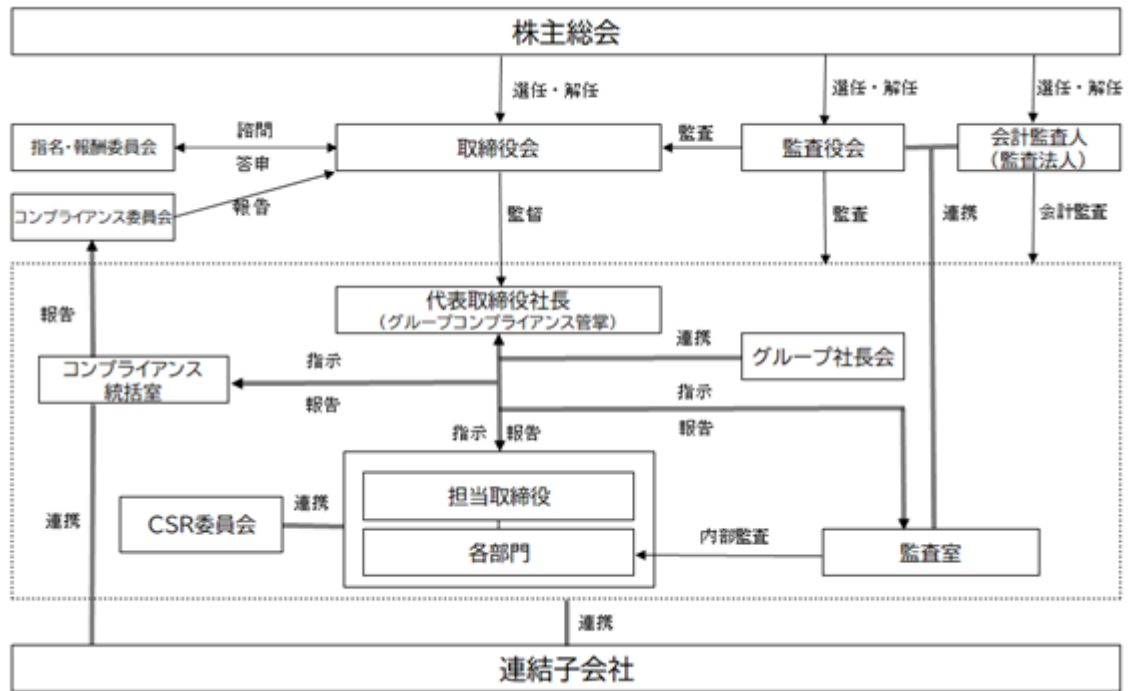 株主総会
選任・解任
選任・解任
選任・解任
指名・報酬委員会
諮問
答申
取締役会
監査
監査役会
会計監査人
（監査法人）
コンプライアンス委員会
報告
監督
監査
連携
会計監査
代表取締役社長
（グループコンプライアンス管掌）
報告
コンプライアンス
統括室
指示
報告
連携
グループ社長会
指示
報告
指示
報告
担当取締役
各部門
CSR委員会
連携
内部監査
監査室
連携
連携
連結子会社